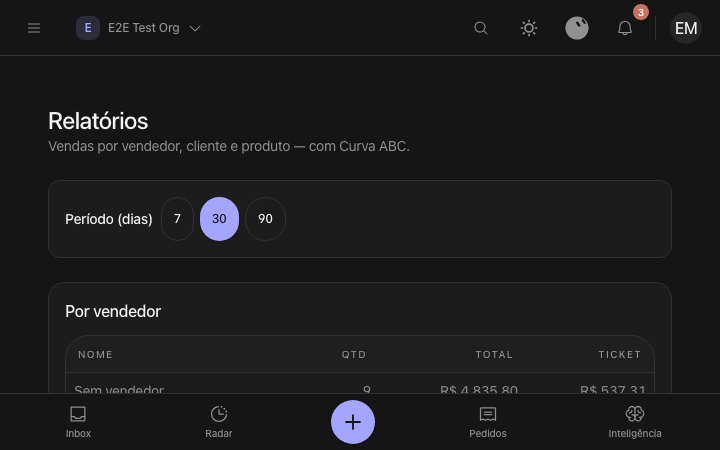 E E2E Test Org
3
EM
Relatórios
Vendas por vendedor, cliente e produto — com Curva ABC.
Período (dias) 7 30 90
Por vendedor
NOME QTD TOTAL TICKET
Sem vendedor 9 R$ 4.835,80 R$ 537,31
Inbox Radar Pedidos Inteligência